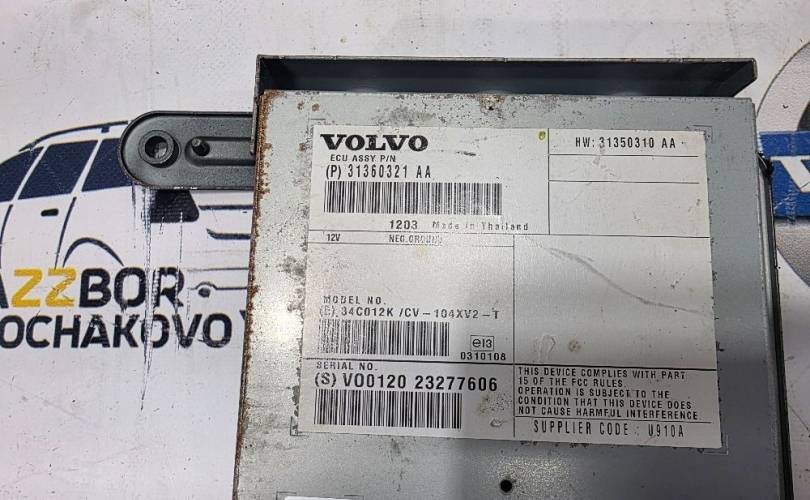 VOLVO
ECU ASSY P/N
(P) 31360321 AA
1203 Made in Thailand
HW: 31350310 AA
12V NEG.GROUND
MODEL NO.
34C012K /CV-104XV2-T
e13
0310108
SERIAL NO.
(S) VO0120 23277606
THIS DEVICE COMPLIES WITH PART
15 OF THE FCC RULES.
OPERATION IS SUBJECT TO THE
CONDITION THAT THIS DEVICE DOES
NOT CAUSE HARMFUL INTERFERENCE.
SUPPLIER CODE : U910A
AZZBOR
OCHAKOVO